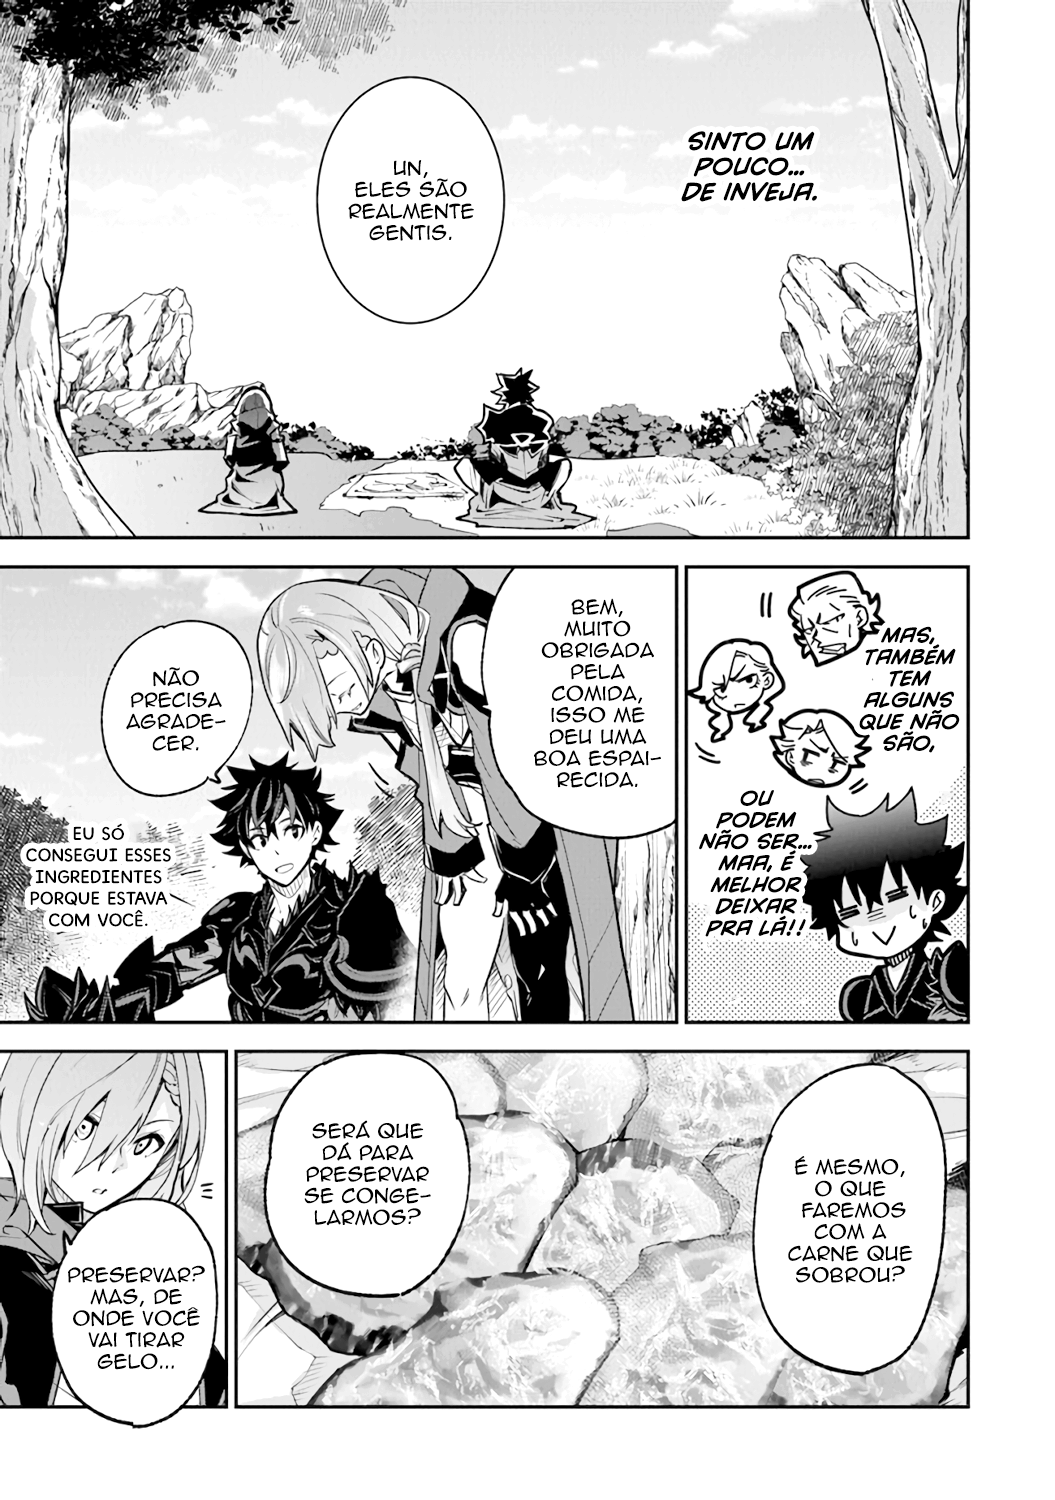 SINTO UM
POUCO...
DE INVEJA.
UN,
ELES SÃO
REALMENTE
GENTIS.
MAS,
TAMBÉM
TEM
ALGUNS
QUE NÃO
SÃO,
OU
PODEM
NÃO SER...
MAA, É
MELHOR
DEIXAR
PRA LÁ!!
BEM,
MUITO
OBRIGADA
PELA
COMIDA,
ISSO ME
DEU UMA
BOA ESPAI-
RECIDA.
NÃO
PRECISA
AGRADE-
CER.
EU SÓ
CONSEGUI ESSES
INGREDIENTES
PORQUE ESTAVA
COM VOCÊ.
É MESMO,
O QUE
FAREMOS
COM A
CARNE QUE
SOBROU?
SERÁ QUE
DÁ PARA
PRESERVAR
SE CONGE-
LARMOS?
PRESERVAR?
MAS, DE
ONDE VOCÊ
VAI TIRAR
GELO...